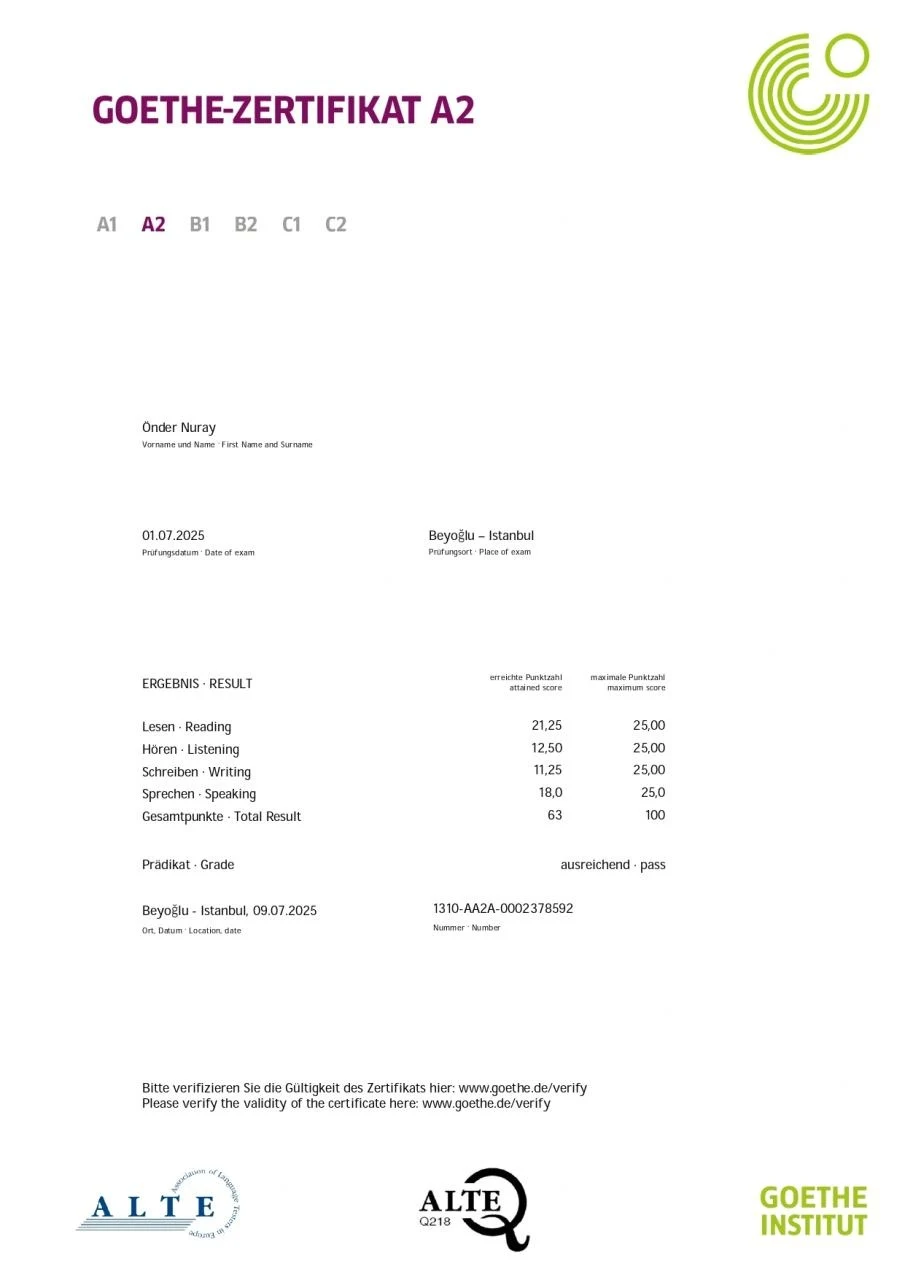 GOETHE-ZERTIFIKAT A2
A1 A2 B1 B2 C1 C2
Önder Nuray
Vorname und Name · First Name and Surname
01.07.2025 Beyoğlu – Istanbul
Prüfungsdatum · Date of exam Prüfungsort · Place of exam
ERGEBNIS · RESULT
erreichte Punktzahl maximale Punktzahl
attained score maximum score
Lesen · Reading 21,25 25,00
Hören · Listening 12,50 25,00
Schreiben · Writing 11,25 25,00
Sprechen · Speaking 18,0 25,0
Gesamtpunkte · Total Result 63 100
Prädikat · Grade ausreichend · pass
Beyoğlu - Istanbul, 09.07.2025 1310-AA2A-0002378592
Ort, Datum · Location, date Nummer · Number
Bitte verifizieren Sie die Gültigkeit des Zertifikats hier: www.goethe.de/verify
Please verify the validity of the certificate here: www.goethe.de/verify
ALTE
Association of Language Testers in Europe
ALTE
Q218
GOETHE
INSTITUT